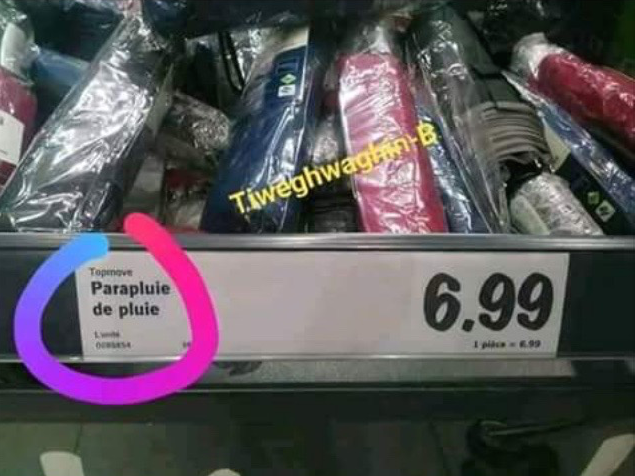 Tiweghwaghin-B
Topmove
Parapluie
de pluie
L'unité
6.99
1 pièce = 6.99